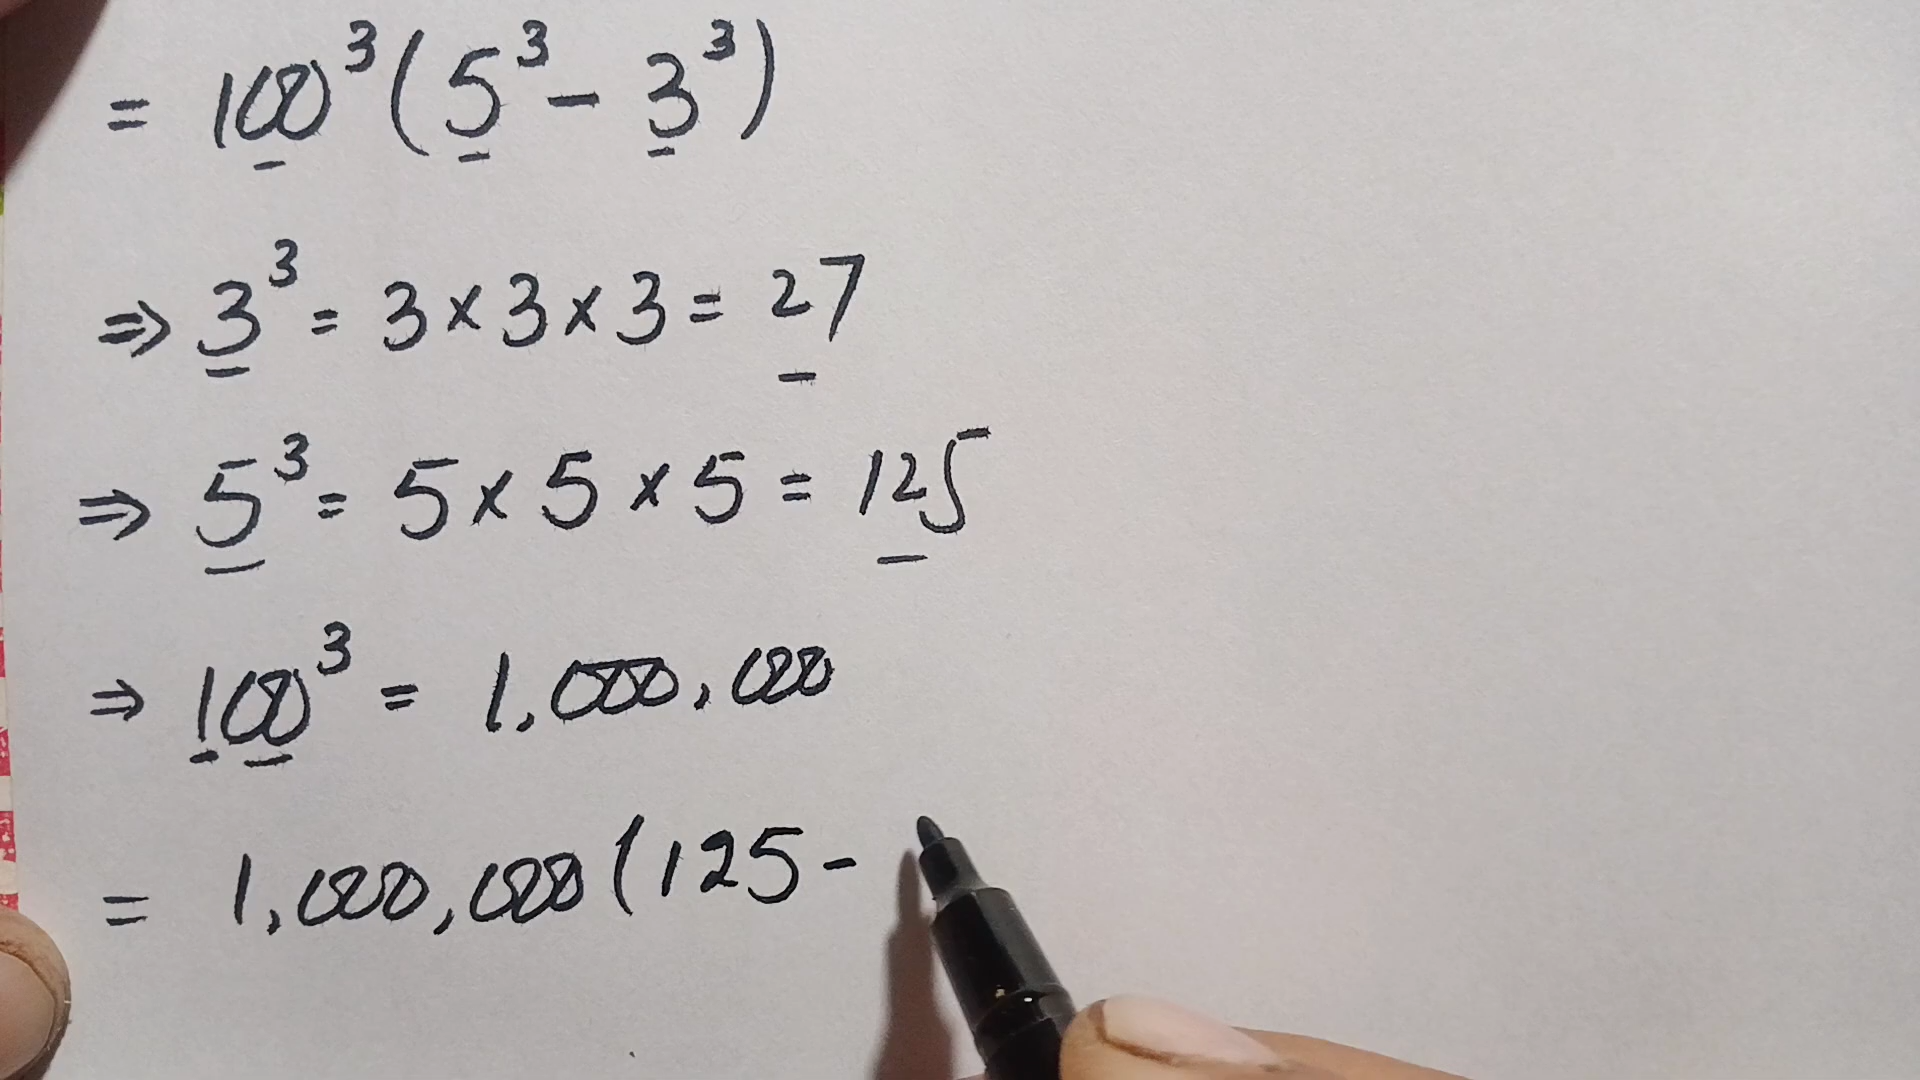 = 100³ (5³ - 3³)
⇒ 3³ = 3 × 3 × 3 = 27
⇒ 5³ = 5 × 5 × 5 = 125
⇒ 100³ = 1,000,000
= 1,000,000 (125 -